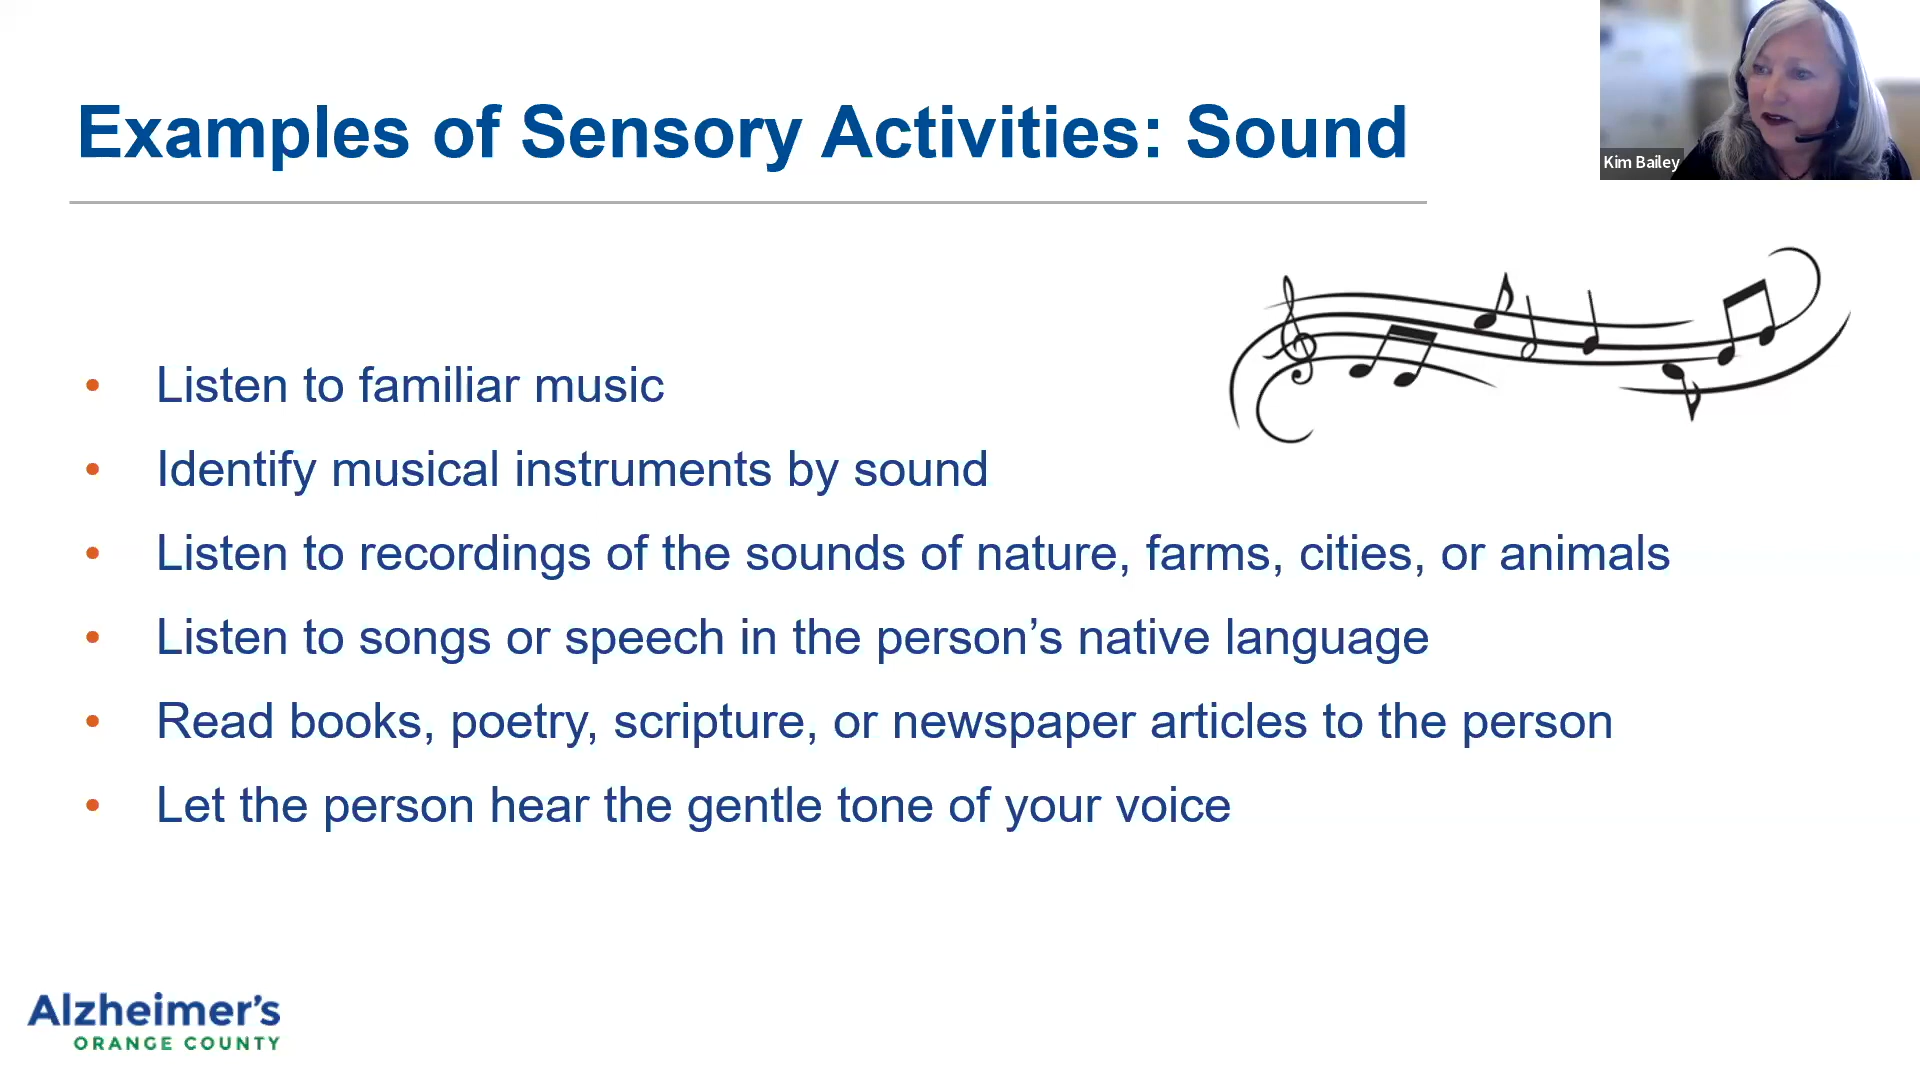 Examples of Sensory Activities: Sound
Kim Bailey
• Listen to familiar music
• Identify musical instruments by sound
• Listen to recordings of the sounds of nature, farms, cities, or animals
• Listen to songs or speech in the person’s native language
• Read books, poetry, scripture, or newspaper articles to the person
• Let the person hear the gentle tone of your voice
Alzheimer’s
ORANGE COUNTY